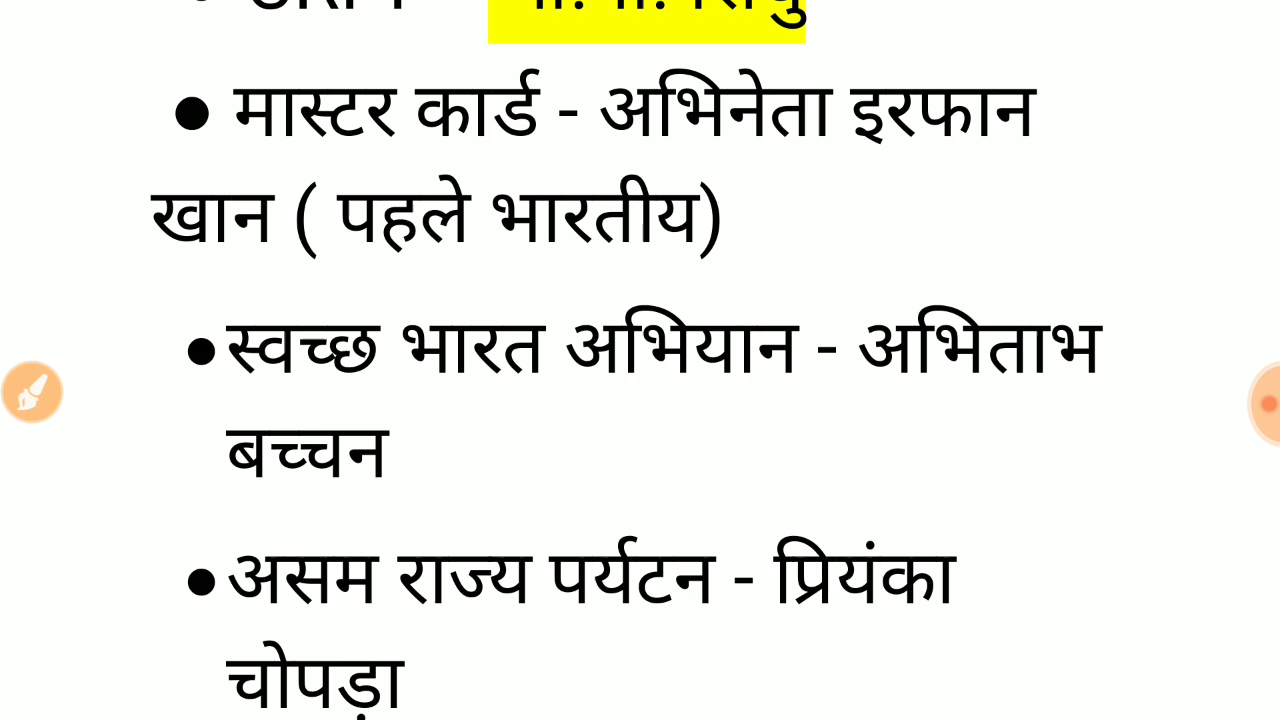 ● मास्टर कार्ड - अभिनेता इरफान
खान ( पहले भारतीय)
●स्वच्छ भारत अभियान - अभिताभ
बच्चन
●असम राज्य पर्यटन - प्रियंका
चोपड़ा